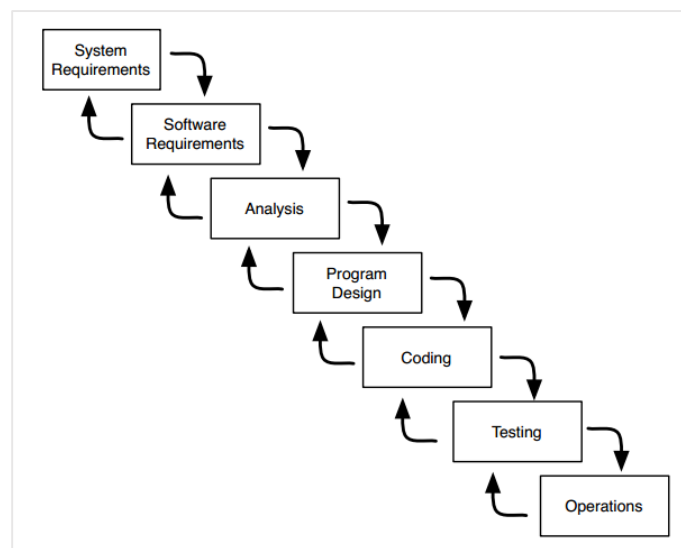 System
Requirements
Software
Requirements
Analysis
Program
Design
Coding
Testing
Operations